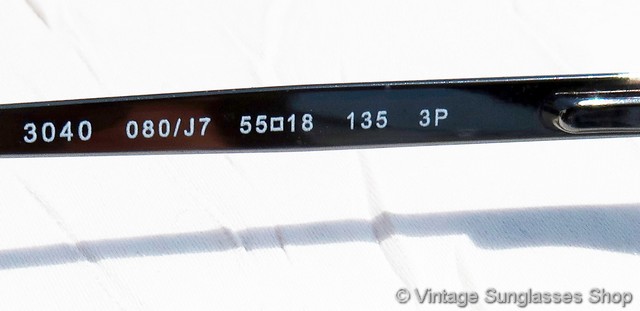 3040 080/J7 55□18 135 3P
© Vintage Sunglasses Shop